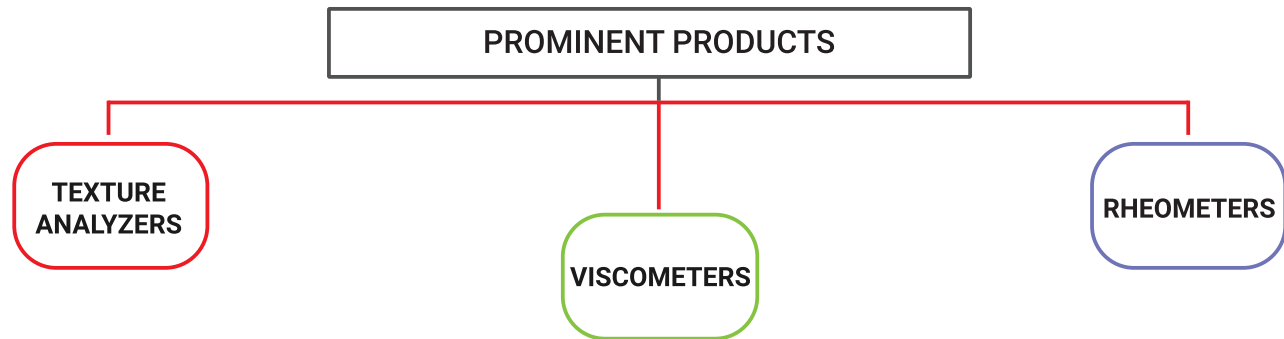 PROMINENT PRODUCTS
TEXTURE
ANALYZERS
VISCOMETERS
RHEOMETERS